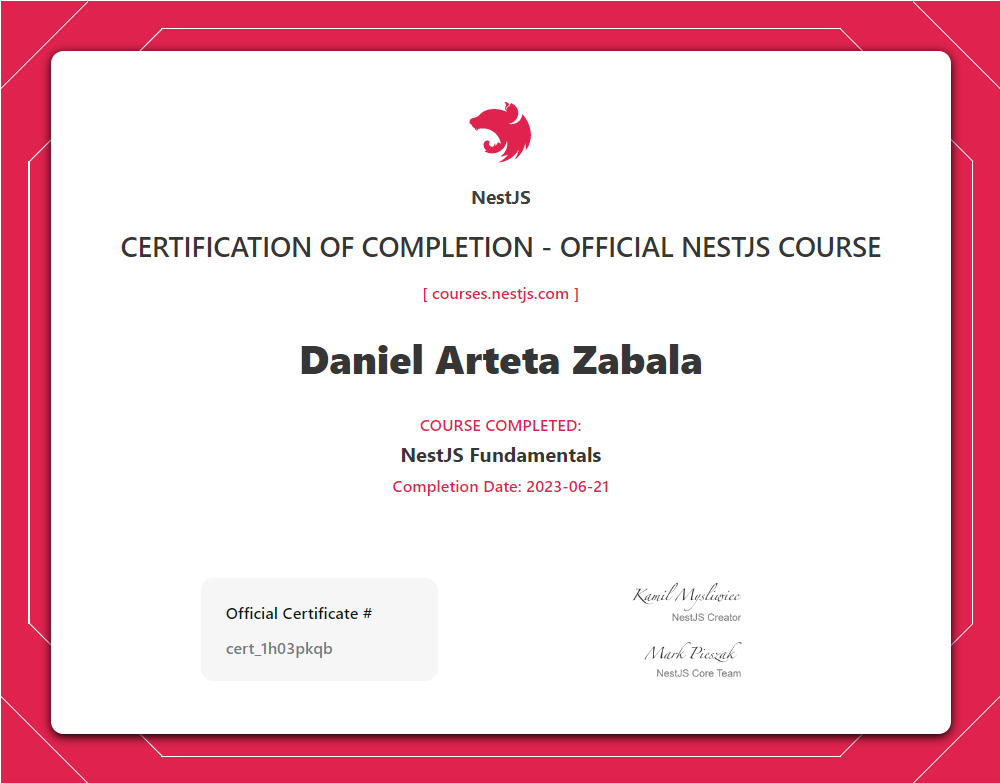 NestJS
CERTIFICATION OF COMPLETION - OFFICIAL NESTJS COURSE
[ courses.nestjs.com ]
Daniel Arteta Zabala
COURSE COMPLETED:
NestJS Fundamentals
Completion Date: 2023-06-21
Official Certificate #
cert_1h03pkqb
Kamil Mysliwiec
NestJS Creator
Mark Pieszak
NestJS Core Team